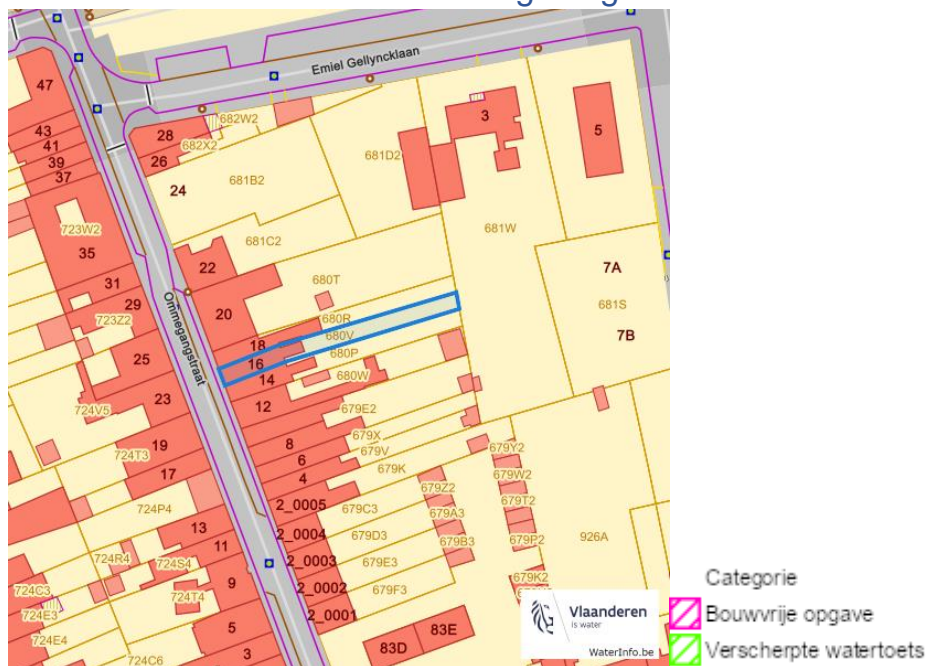 Emiel Gellyncklaan
47
43
41
39
37
28
26
682W2
682X2
24
681B2
681D2
3
5
723W2
35
681C2
681W
22
680T
7A
681S
7B
31
29
723Z2
Ommegangstraat
20
680R
18
680V
16
680P
14
680W
25
12
724V5
23
679E2
8
679X
679V
6
679K
4
19
724T3
17
679Y2
679W2
679Z2
679T2
2_0005
679C3
679A3
724P4
2_0004
679D3
679B3
679P2
926A
13
11
724R4
724S4
2_0003
679E3
679K2
9
724T4
2_0002
679F3
724C3
724E3
2_0001
724E4
5
83D
83E
724C6
3
Vlaanderen
is water
WaterInfo.be
Categorie
Bouwvrije opgave
Verscherpte watertoets